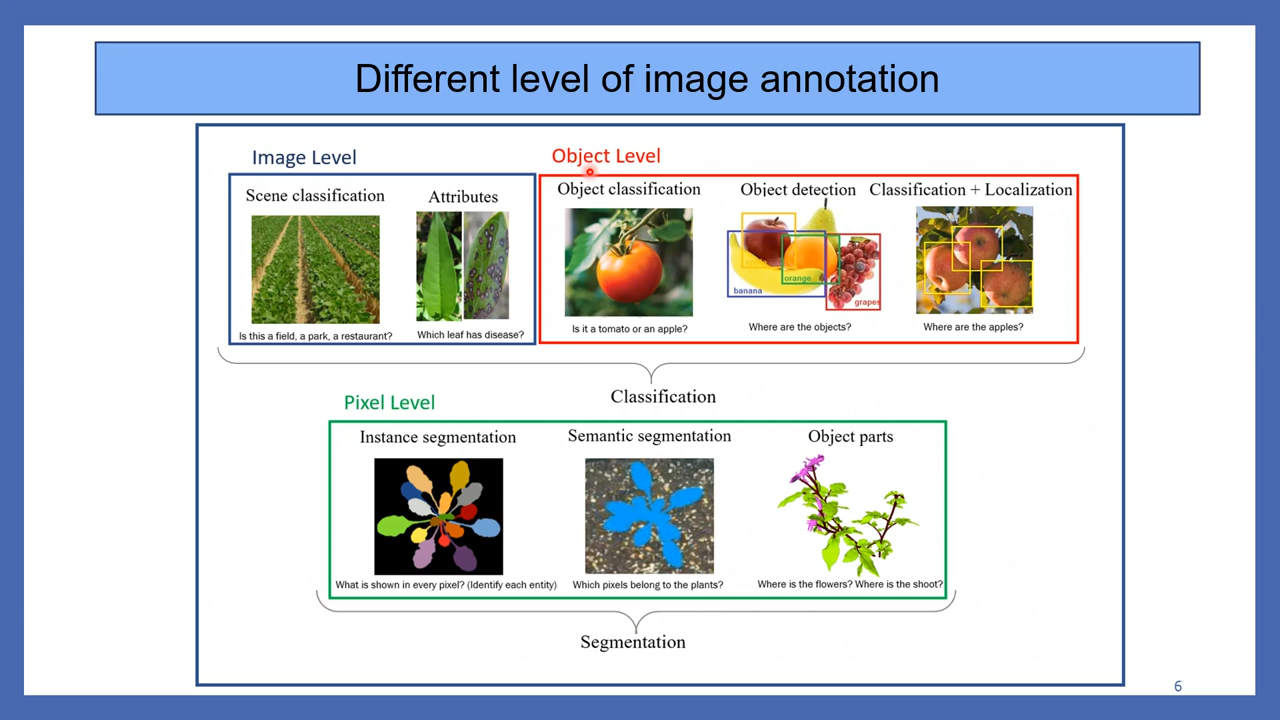 Different level of image annotation
Image Level
Object Level
Scene classification
Attributes
Object classification
Object detection
Classification + Localization
banana
orange
grapes
Is this a field, a park, a restaurant?
Which leaf has disease?
Is it a tomato or an apple?
Where are the objects?
Where are the apples?
Classification
Pixel Level
Instance segmentation
Semantic segmentation
Object parts
What is shown in every pixel? (Identify each entity)
Which pixels belong to the plants?
Where is the flowers? Where is the shoot?
Segmentation
6